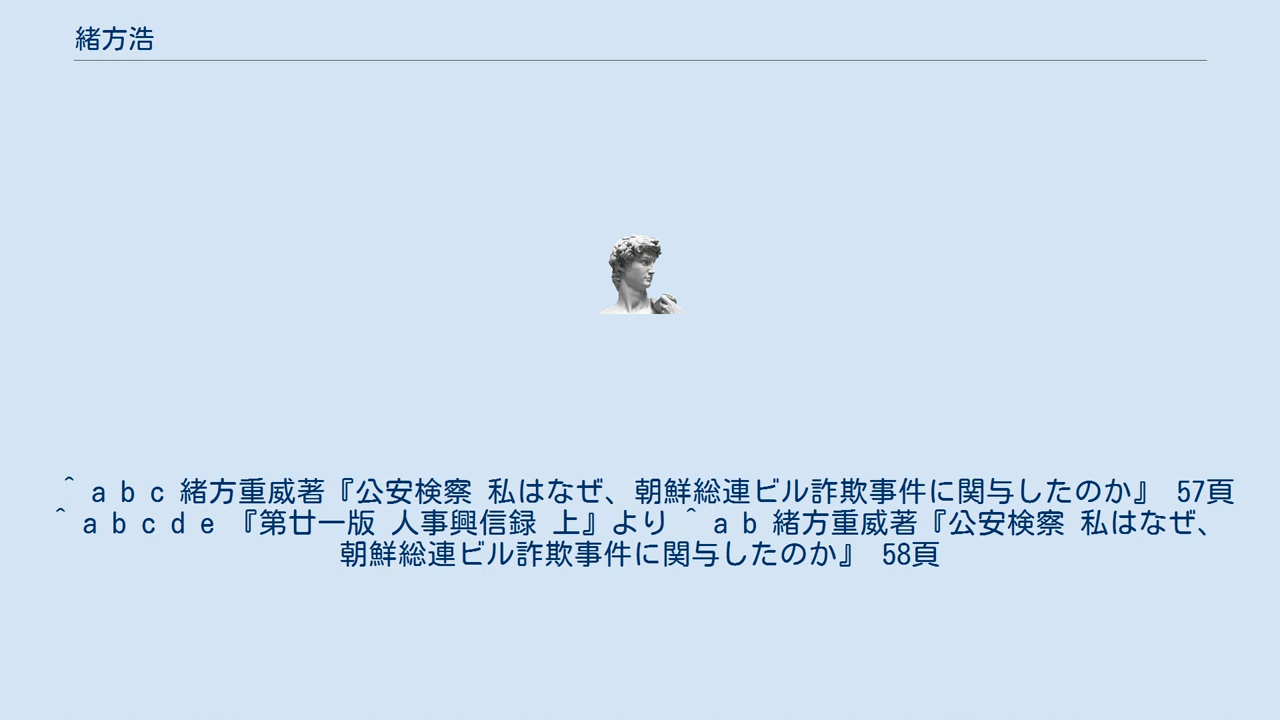 緒方浩
^ a b c 緒方重威著『公安検察 私はなぜ、朝鮮総連ビル詐欺事件に関与したのか』 57頁
^ a b c d e 『第廿一版 人事興信録 上』より ^ a b 緒方重威著『公安検察 私はなぜ、
朝鮮総連ビル詐欺事件に関与したのか』 58頁